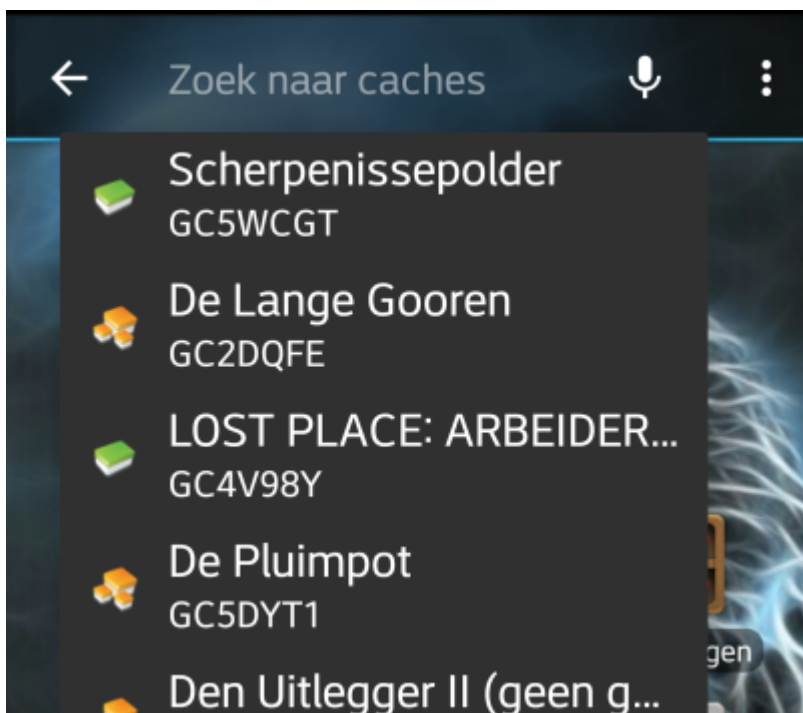 Zoek naar caches
Scherpenissepolder
GC5WCGT
De Lange Gooren
GC2DQFE
LOST PLACE: ARBEIDER...
GC4V98Y
De Pluimpot
GC5DYT1
gen
Den Uitlegger II (geen g...